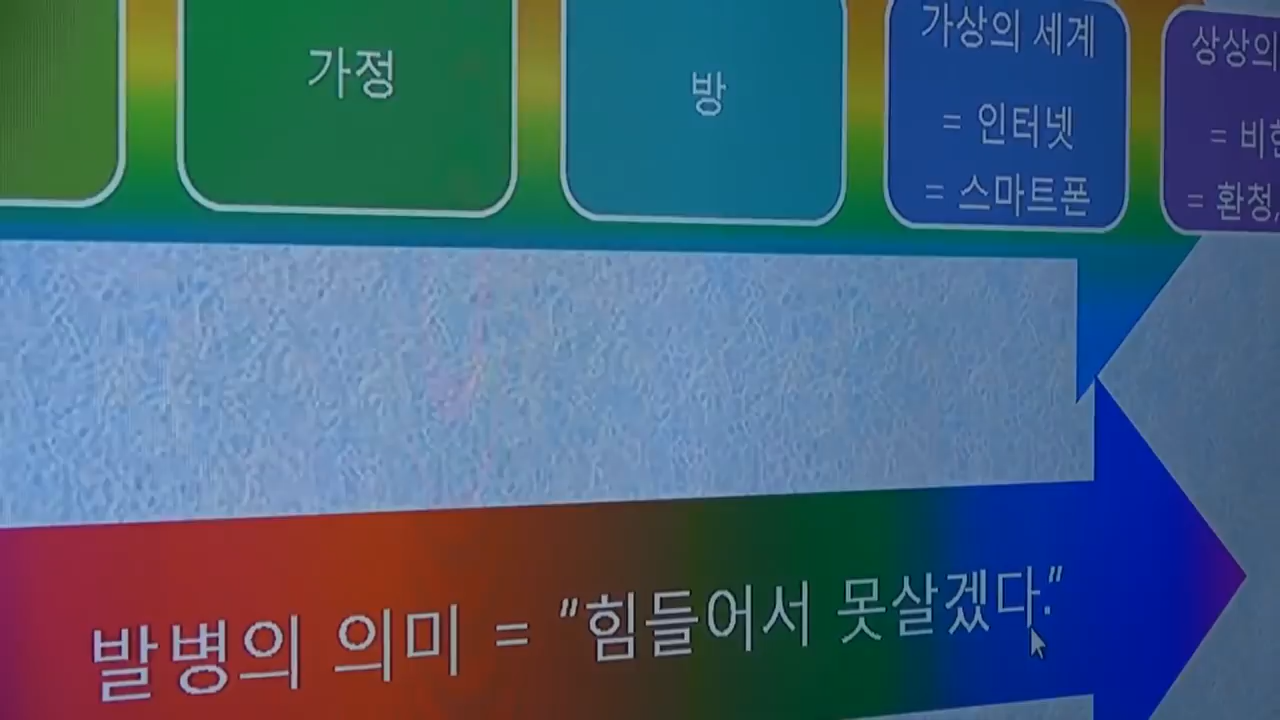 가정
방
가상의 세계
= 인터넷
= 스마트폰
상상의
=
= 환청,
발병의 의미 = "힘들어서 못살겠다."